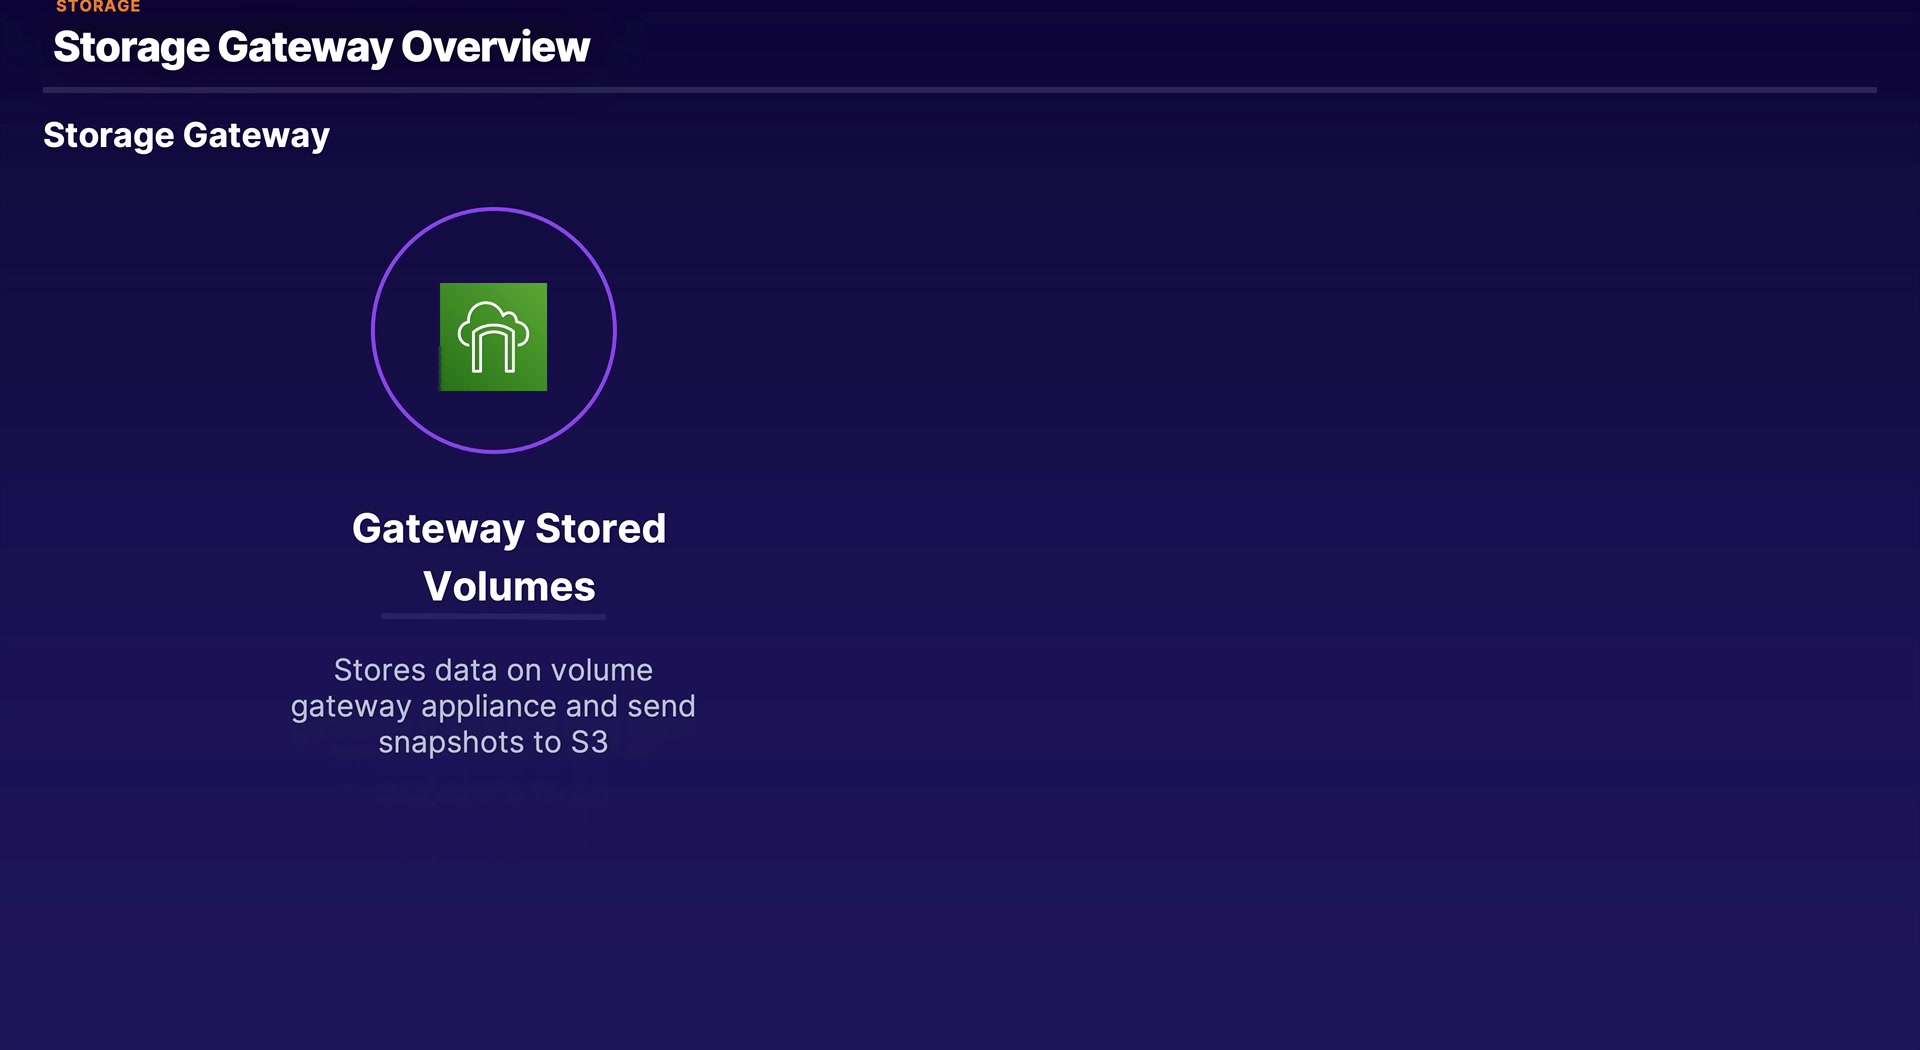 STORAGE
Storage Gateway Overview
Storage Gateway
Gateway Stored
Volumes
Stores data on volume
gateway appliance and send
snapshots to S3